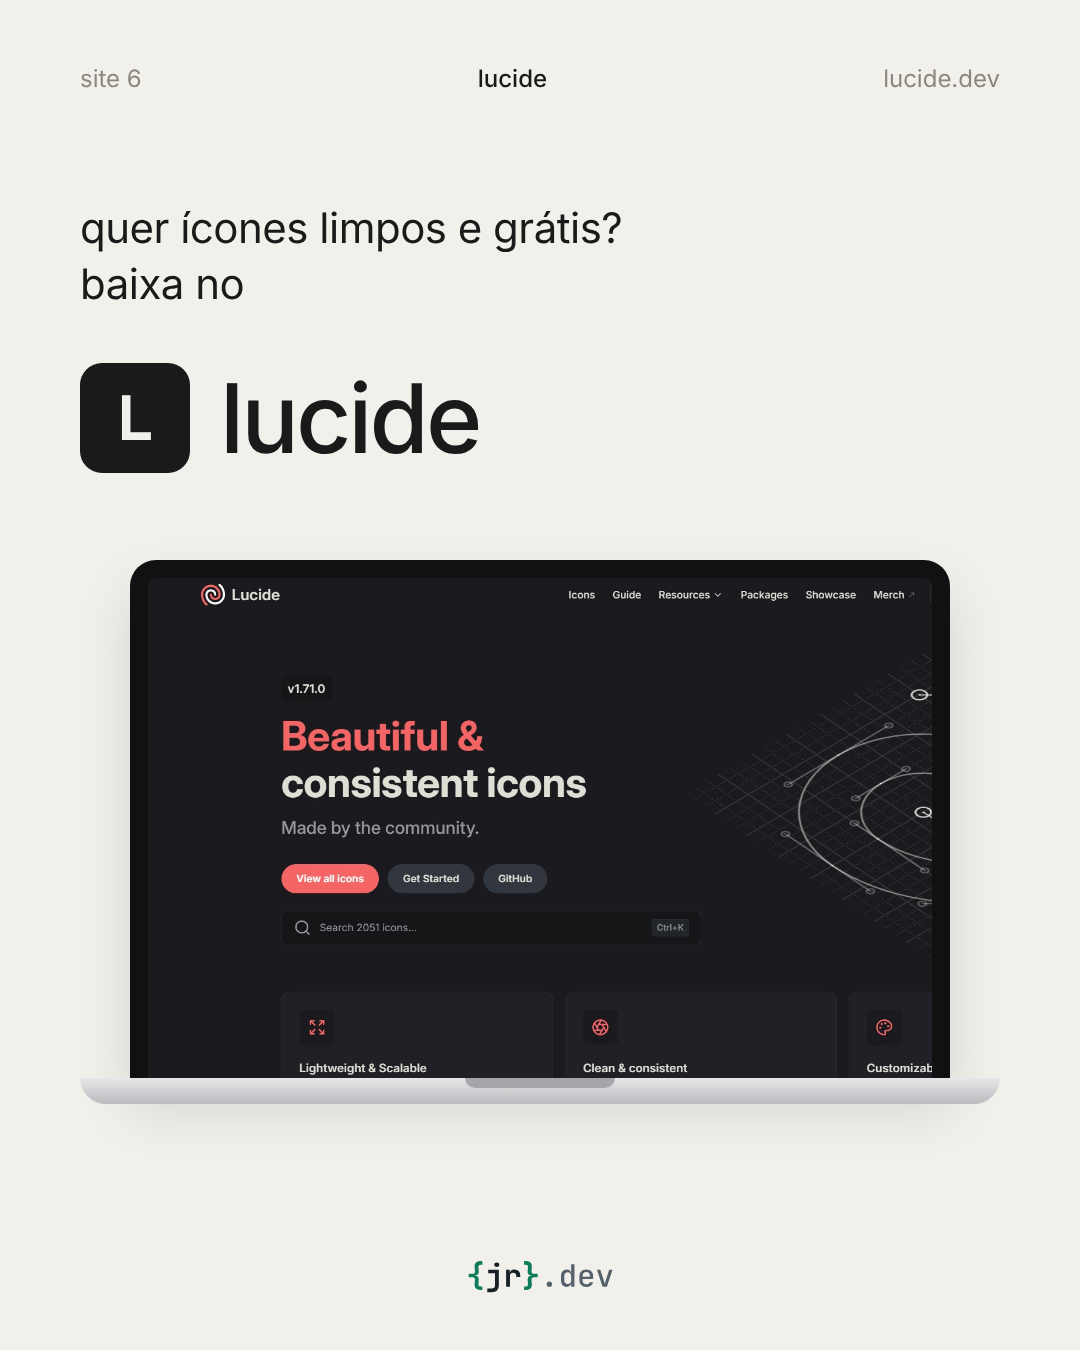 site 6
lucide
lucide.dev
quer ícones limpos e grátis?
baixa no
L
lucide
Lucide
Icons
Guide
Resources
Packages
Showcase
Merch
v1.71.0
Beautiful &
consistent icons
Made by the community.
View all icons
Get Started
GitHub
Search 2051 icons...
Ctrl+K
Lightweight & Scalable
Clean & consistent
Customizab
{jr}.dev